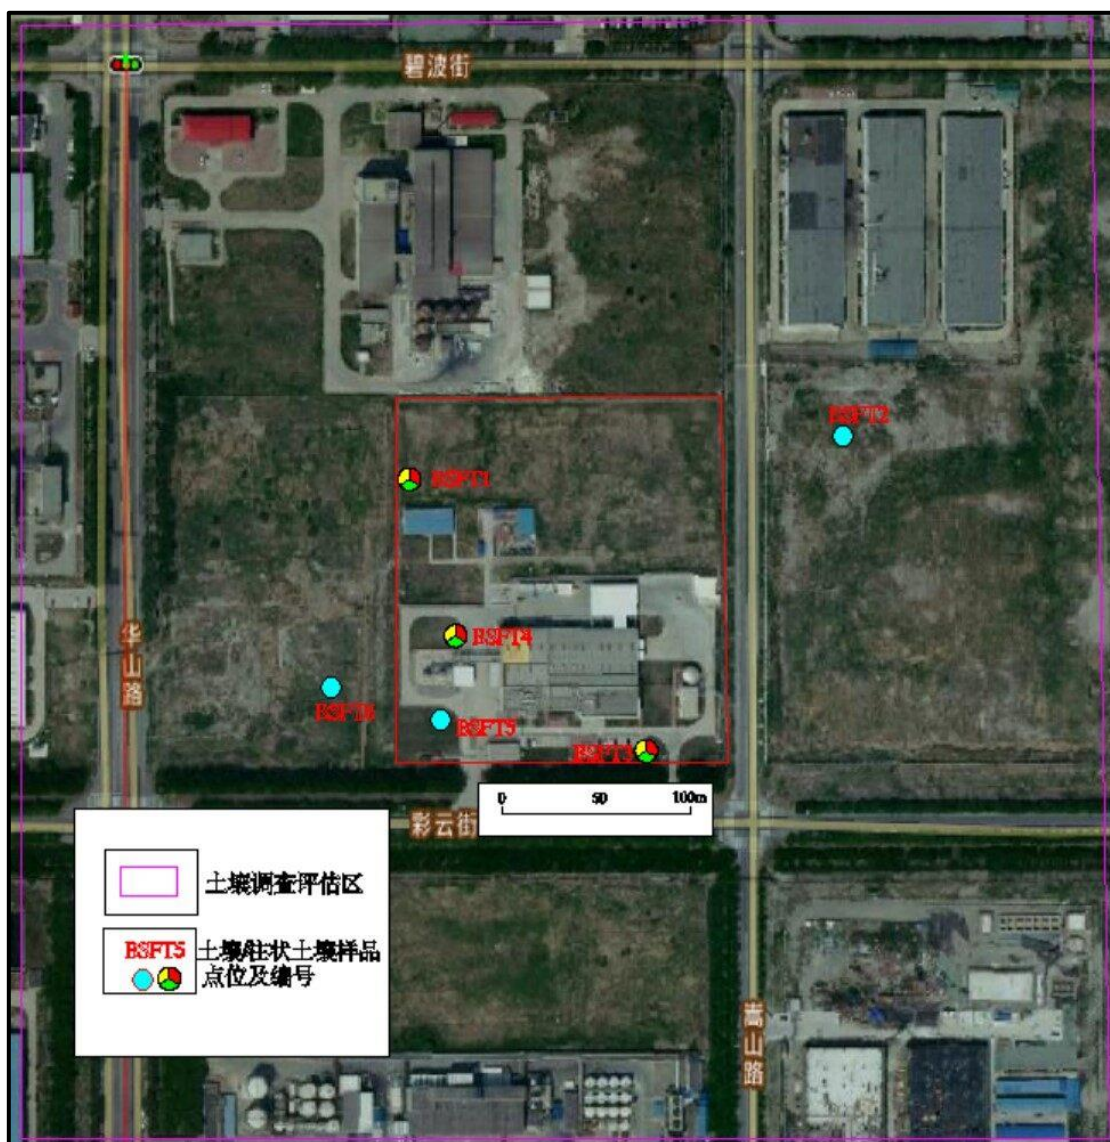 碧波街
BSFT2
BSFT1
BSFT4
华山路
BSFT6
BSFT5
BSFT3
0 50 100m
彩云街
土壤调查评估区
BSFT5 土壤/柱状土壤样品
点位及编号
嵩山路